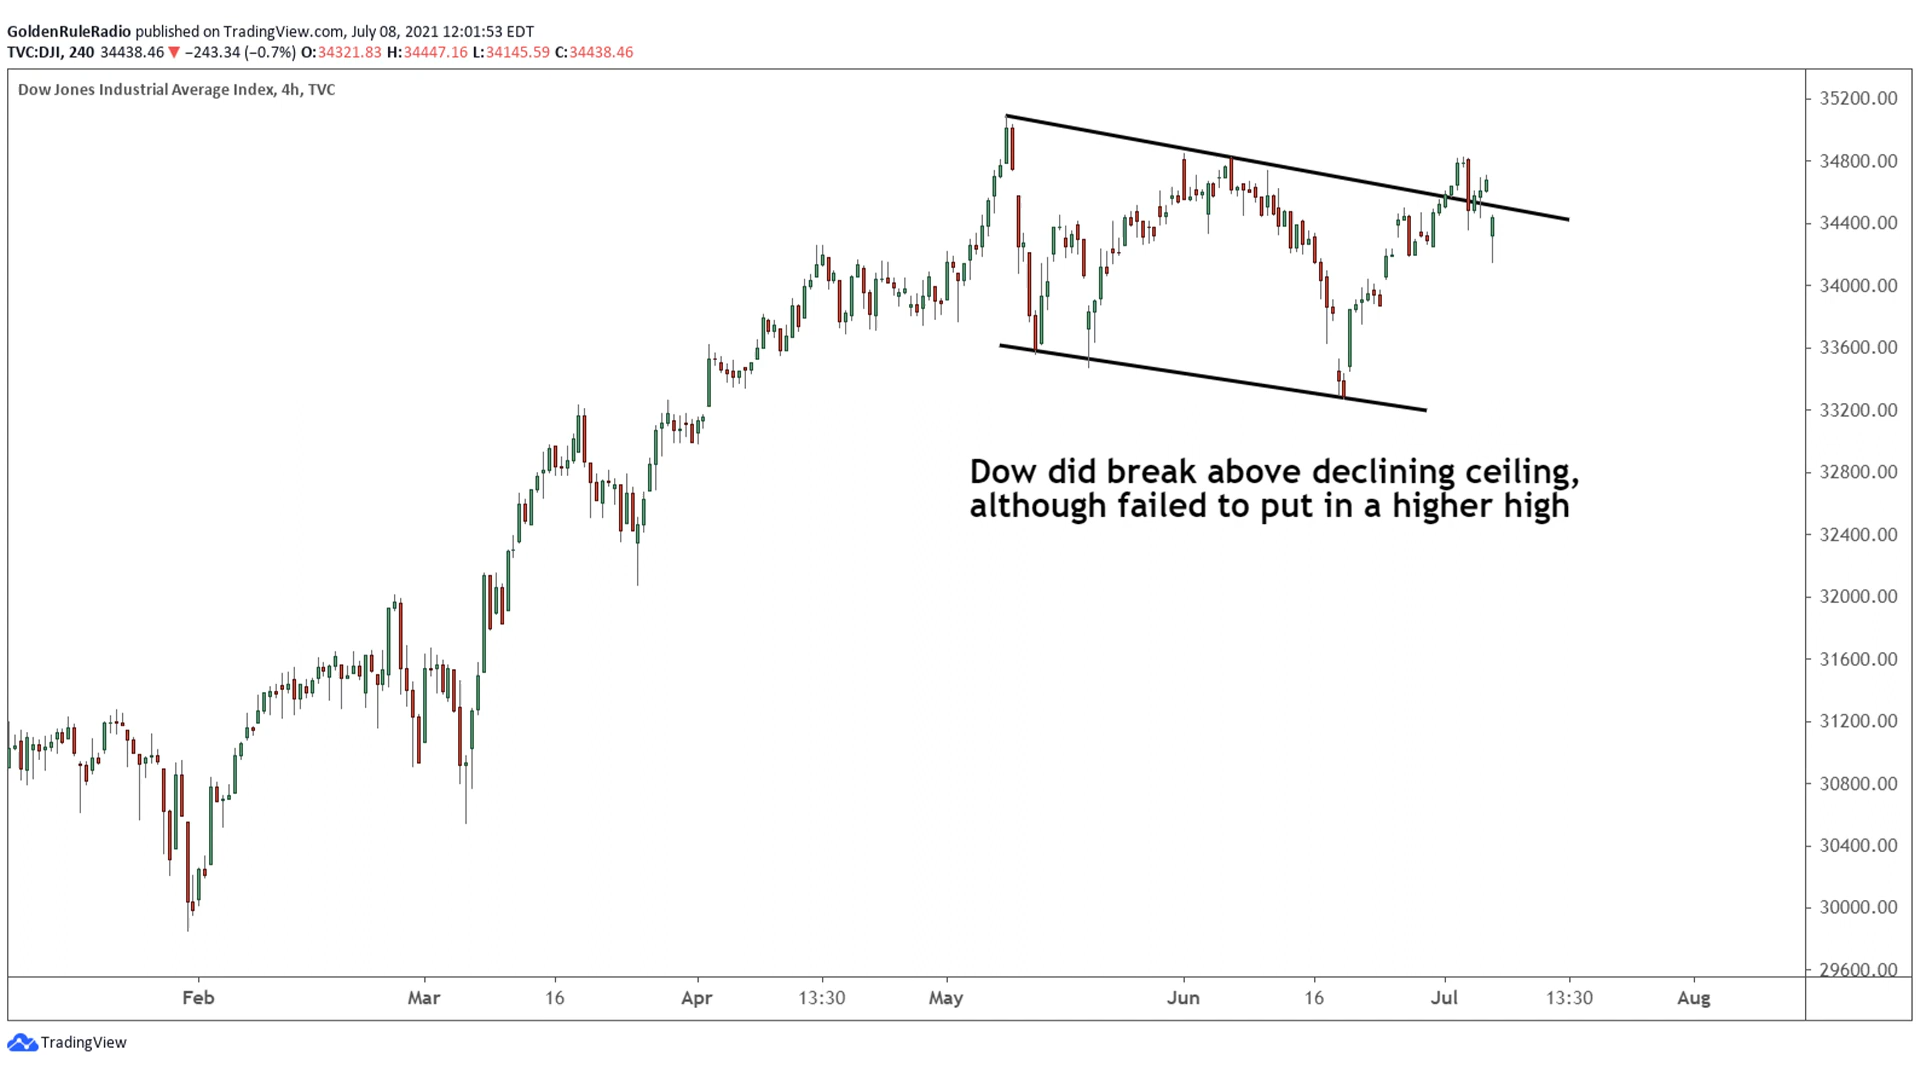 GoldenRuleRadio published on TradingView.com, July 08, 2021 12:01:53 EDT
TVC:DJI, 240 34438.46 ▼ −243.34 (−0.7%) O:34321.83 H:34447.16 L:34145.59 C:34438.46
Dow Jones Industrial Average Index, 4h, TVC
35200.00
34800.00
34400.00
34000.00
33600.00
33200.00
32800.00
32400.00
32000.00
31600.00
31200.00
30800.00
30400.00
30000.00
29600.00
Dow did break above declining ceiling,
although failed to put in a higher high
Feb Mar 16 Apr 13:30 May Jun 16 Jul 13:30 Aug
TradingView